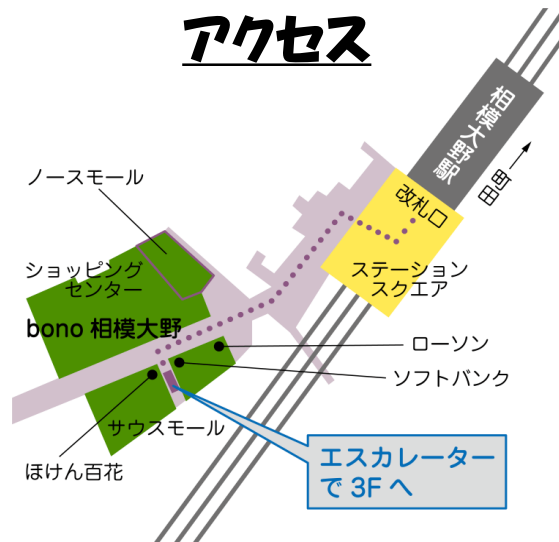 アクセス
相模大野駅
町田
改札口
ノースモール
ショッピング
センター
ステーション
スクエア
bono 相模大野
ローソン
ソフトバンク
サウスモール
ほけん百花
エスカレーター
で 3F へ